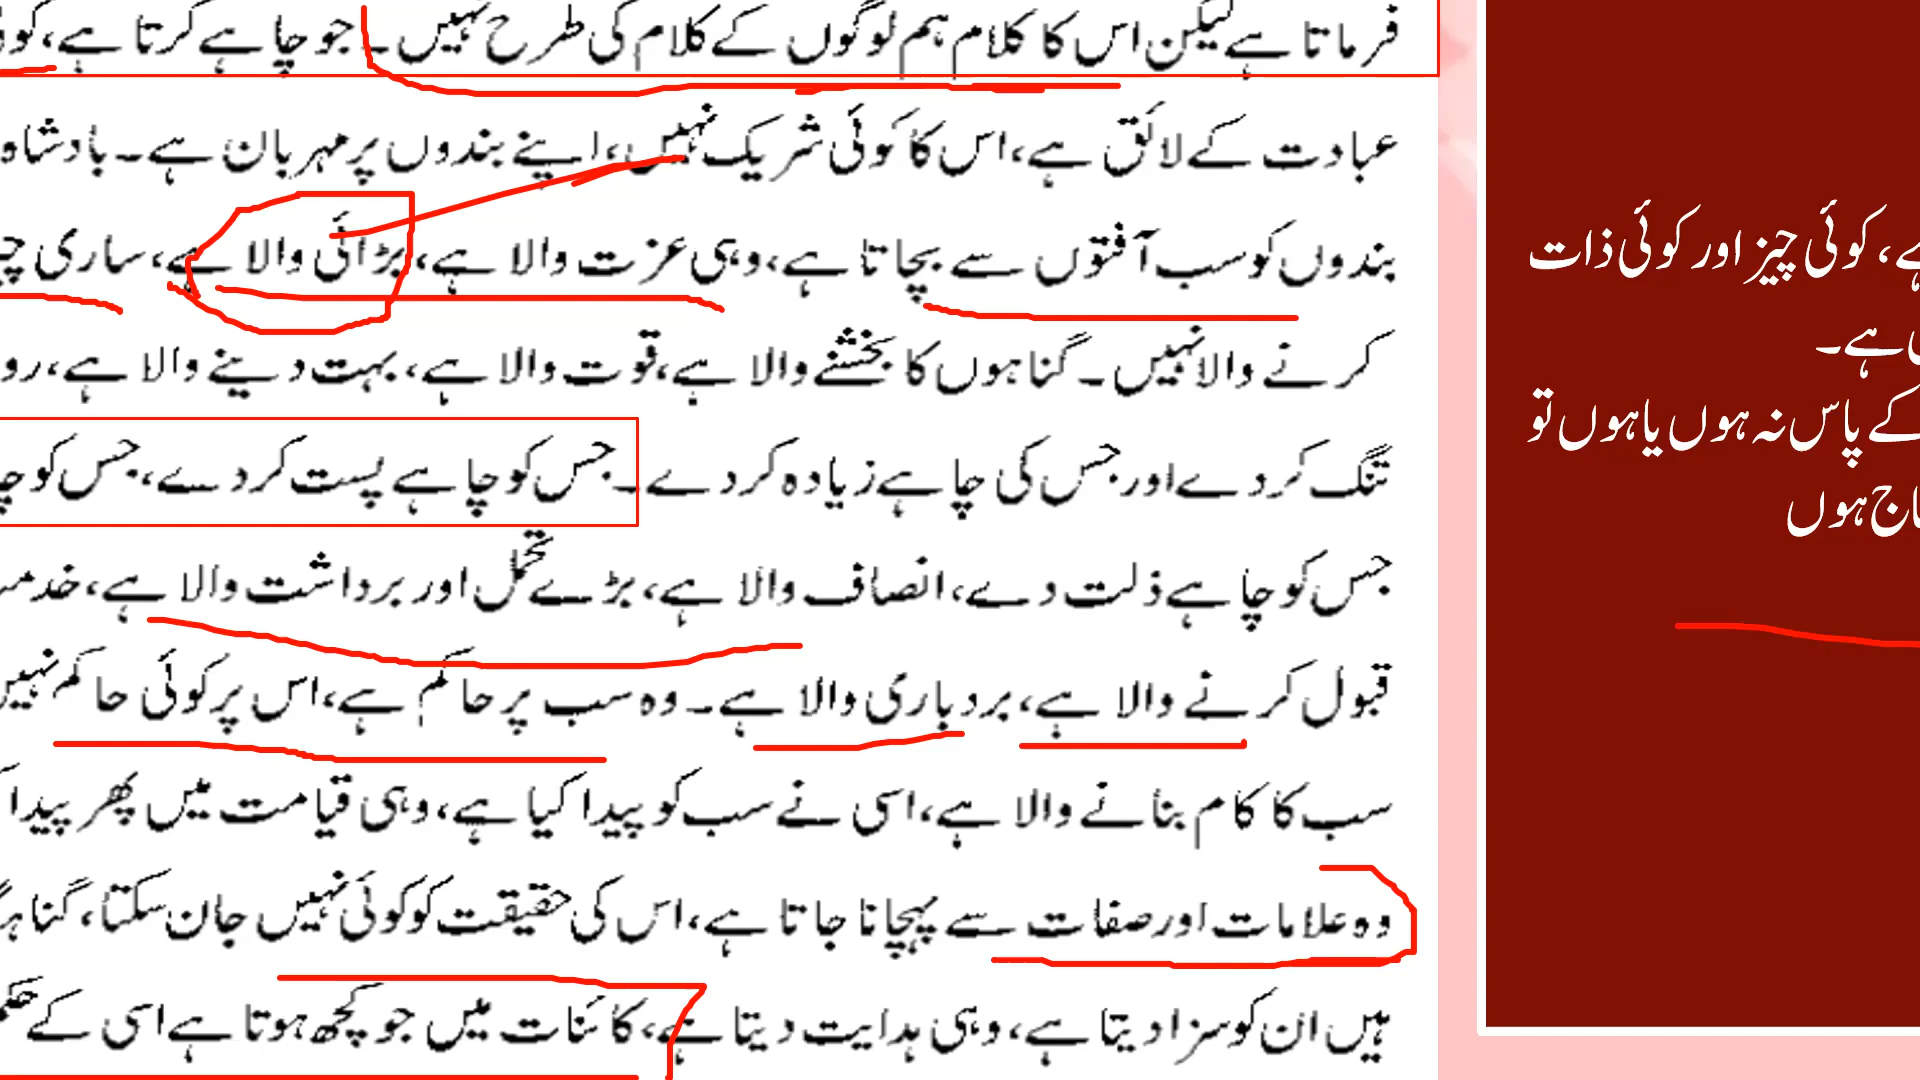 فرماتا ہے لیکن اس کا کلام ہم لوگوں کے کلام کی طرح نہیں۔ جو چاہے کرتا ہے، کوئی
عبادت کے لائق ہے، اس کا کوئی شریک نہیں، اپنے بندوں پر مہربان ہے۔ بادشاہ
بندوں کو سب آفتوں سے بچاتا ہے، وہی عزت والا ہے، بڑائی والا ہے، ساری
کرنے والا نہیں۔ گناہوں کا بخشنے والا ہے، قوت والا ہے، بہت دینے والا ہے،
تنگ کر دے اور جس کی چاہے زیادہ کر دے۔ جس کو چاہے پست کر دے، جس کو
جس کو چاہے ذلت دے، انصاف والا ہے، بڑے تحمل اور برداشت والا ہے،
قبول کرنے والا ہے، بردباری والا ہے۔ وہ سب پر حاکم ہے، اس پر کوئی حاکم نہیں
سب کا کام بنانے والا ہے، اسی نے سب کو پیدا کیا ہے، وہی قیامت میں پھر پیدا
وہ علامات اور صفات سے پہچانا جاتا ہے، اس کی حقیقت کو کوئی نہیں جان سکتا،
ہیں ان کو سزا دیتا ہے، وہی ہدایت دیتا ہے، کائنات میں جو کچھ ہوتا ہے اسی کے
ہے، کوئی چیز اور کوئی ذات
ہے۔
کے پاس نہ ہوں یا ہوں تو
ہوں